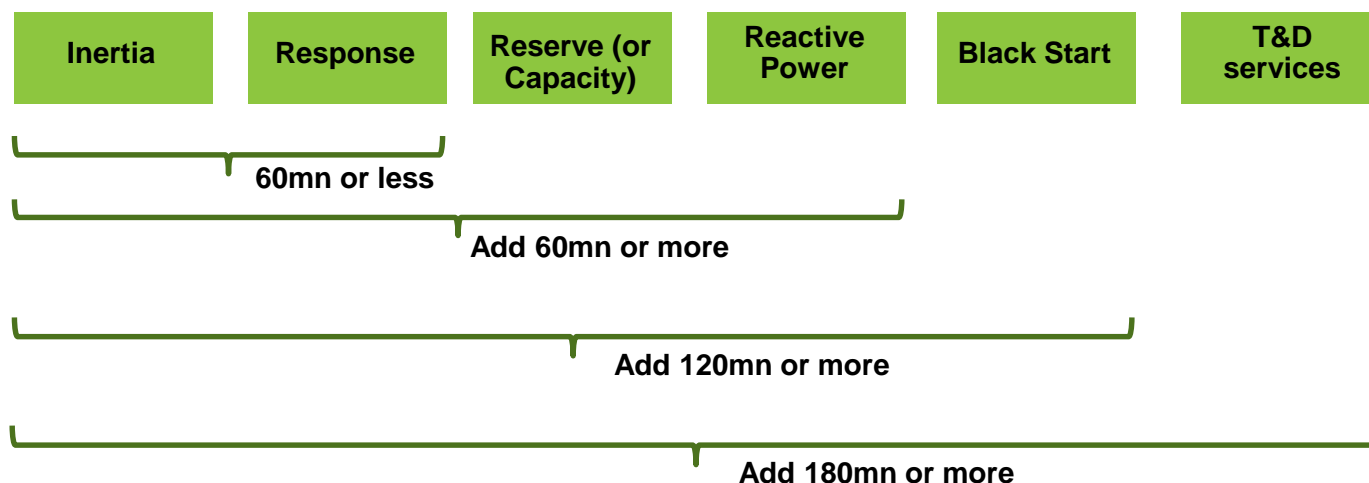 Inertia
Response
Reserve (or
Capacity)
Reactive
Power
Black Start
T&D
services
60mn or less
Add 60mn or more
Add 120mn or more
Add 180mn or more